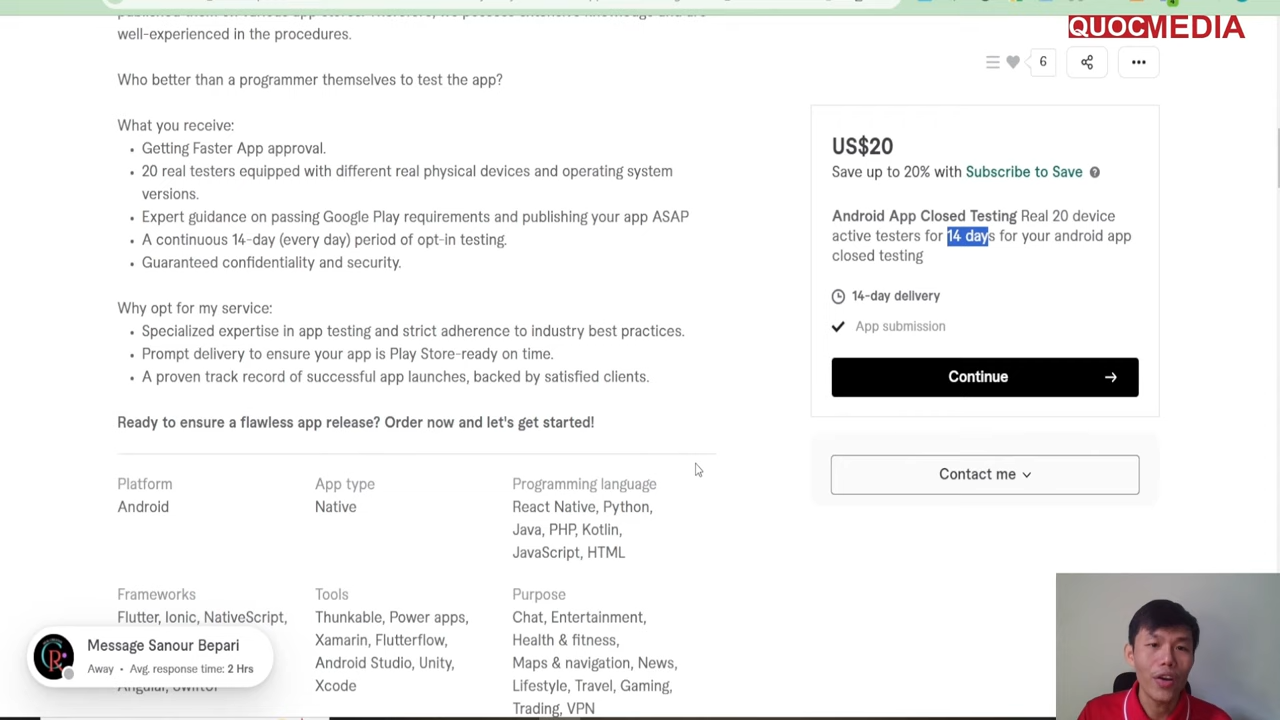 QUOCMEDIA
well-experienced in the procedures.
6
Who better than a programmer themselves to test the app?
What you receive:
• Getting Faster App approval.
• 20 real testers equipped with different real physical devices and operating system
versions.
• Expert guidance on passing Google Play requirements and publishing your app ASAP
• A continuous 14-day (every day) period of opt-in testing.
• Guaranteed confidentiality and security.
Why opt for my service:
• Specialized expertise in app testing and strict adherence to industry best practices.
• Prompt delivery to ensure your app is Play Store-ready on time.
• A proven track record of successful app launches, backed by satisfied clients.
Ready to ensure a flawless app release? Order now and let's get started!
US$20
Save up to 20% with Subscribe to Save
Android App Closed Testing Real 20 device
active testers for 14 days for your android app
closed testing
14-day delivery
App submission
Continue
Contact me
Platform
Android
App type
Native
Programming language
React Native, Python,
Java, PHP, Kotlin,
JavaScript, HTML
Frameworks
Flutter, Ionic, NativeScript,
Tools
Thunkable, Power apps,
Xamarin, Flutterflow,
Android Studio, Unity,
Xcode
Purpose
Chat, Entertainment,
Health & fitness,
Maps & navigation, News,
Lifestyle, Travel, Gaming,
Trading, VPN
Message Sanour Bepari
Away • Avg. response time: 2 Hrs